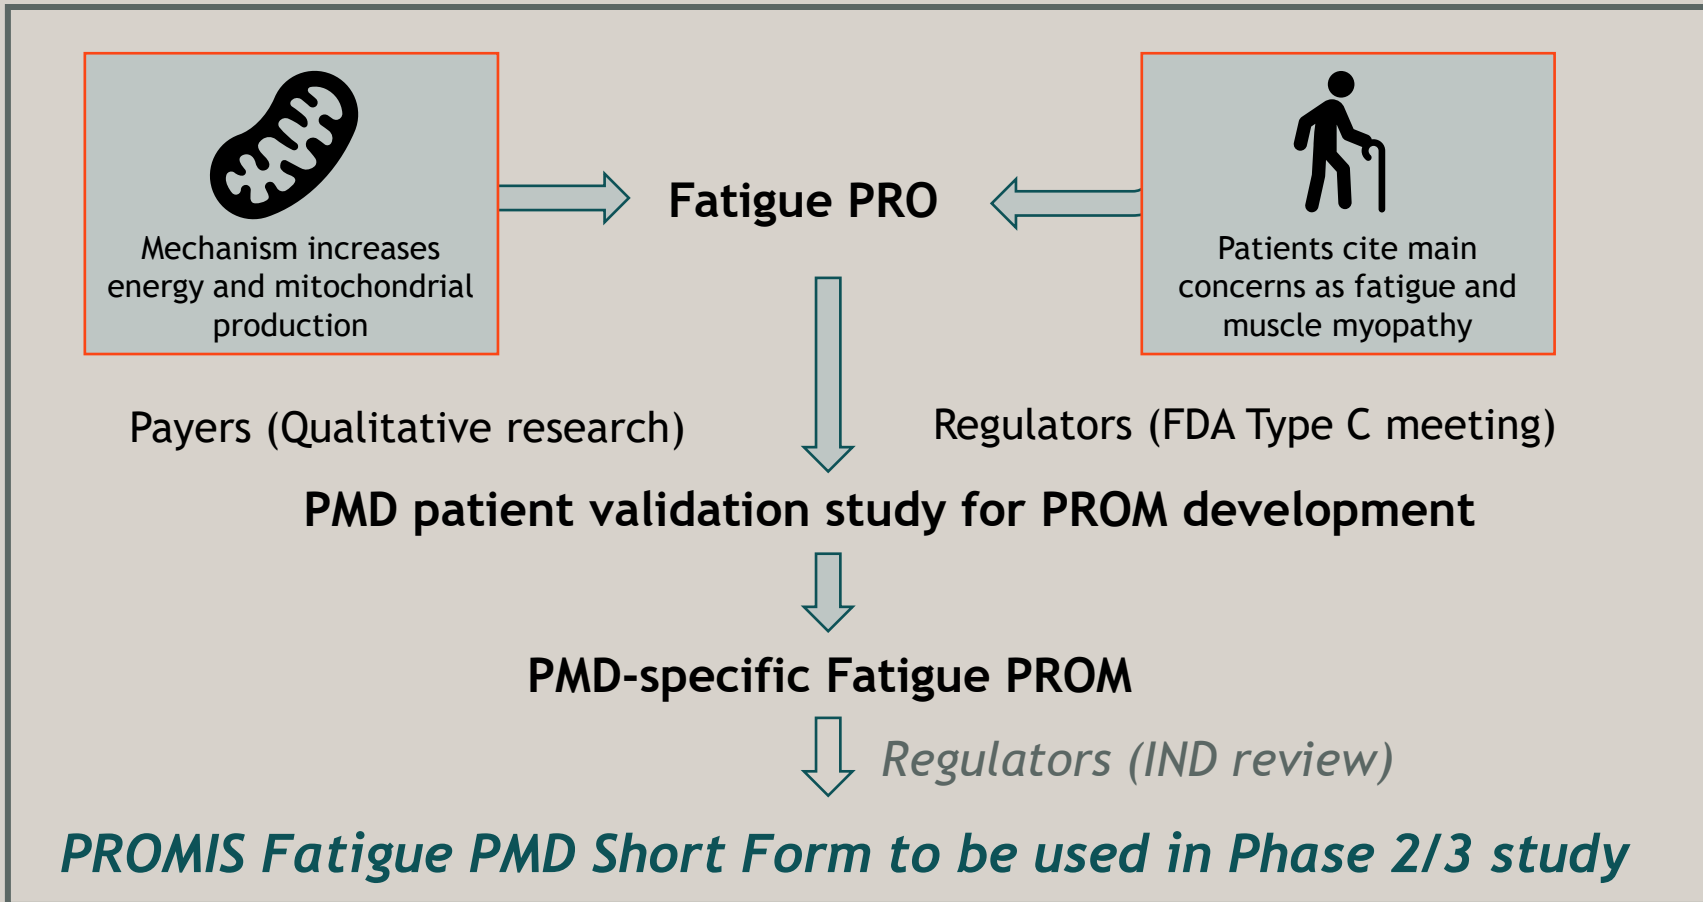 Mechanism increases
energy and mitochondrial
production
Fatigue PRO
Patients cite main
concerns as fatigue and
muscle myopathy
Payers (Qualitative research)
Regulators (FDA Type C meeting)
PMD patient validation study for PROM development
PMD-specific Fatigue PROM
Regulators (IND review)
PROMIS Fatigue PMD Short Form to be used in Phase 2/3 study